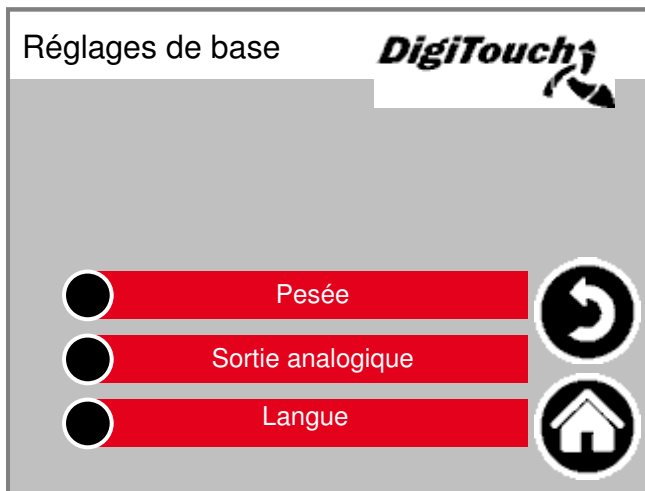 Réglages de base
DigiTouch
Pesée
Sortie analogique
Langue